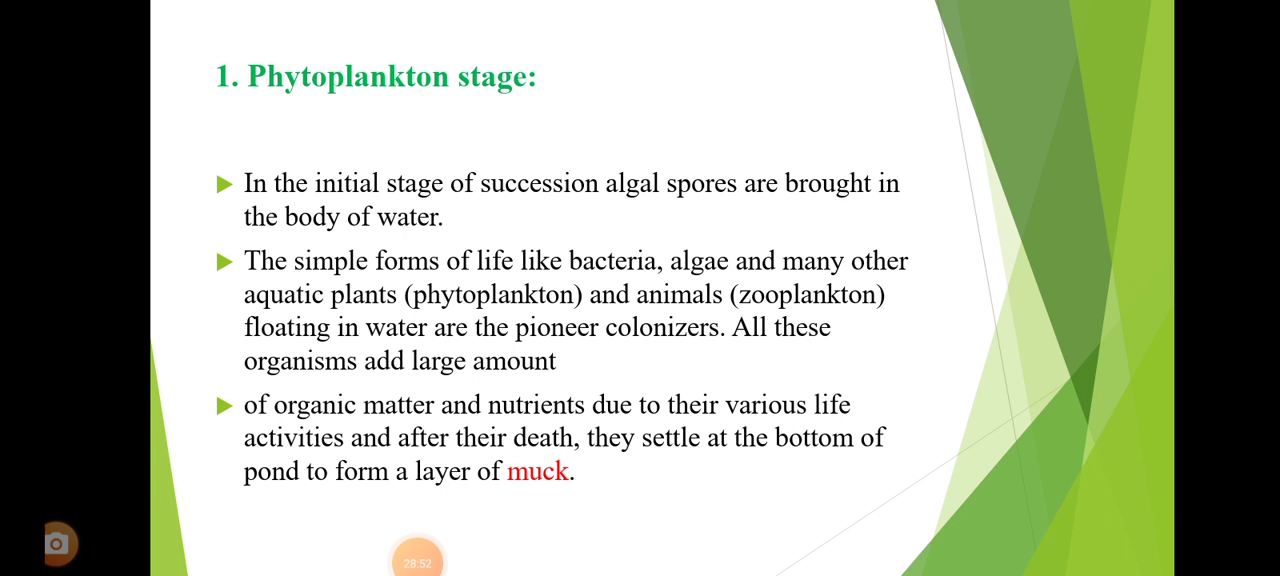 1. Phytoplankton stage:
In the initial stage of succession algal spores are brought in
the body of water.
The simple forms of life like bacteria, algae and many other
aquatic plants (phytoplankton) and animals (zooplankton)
floating in water are the pioneer colonizers. All these
organisms add large amount
of organic matter and nutrients due to their various life
activities and after their death, they settle at the bottom of
pond to form a layer of muck.
28:52